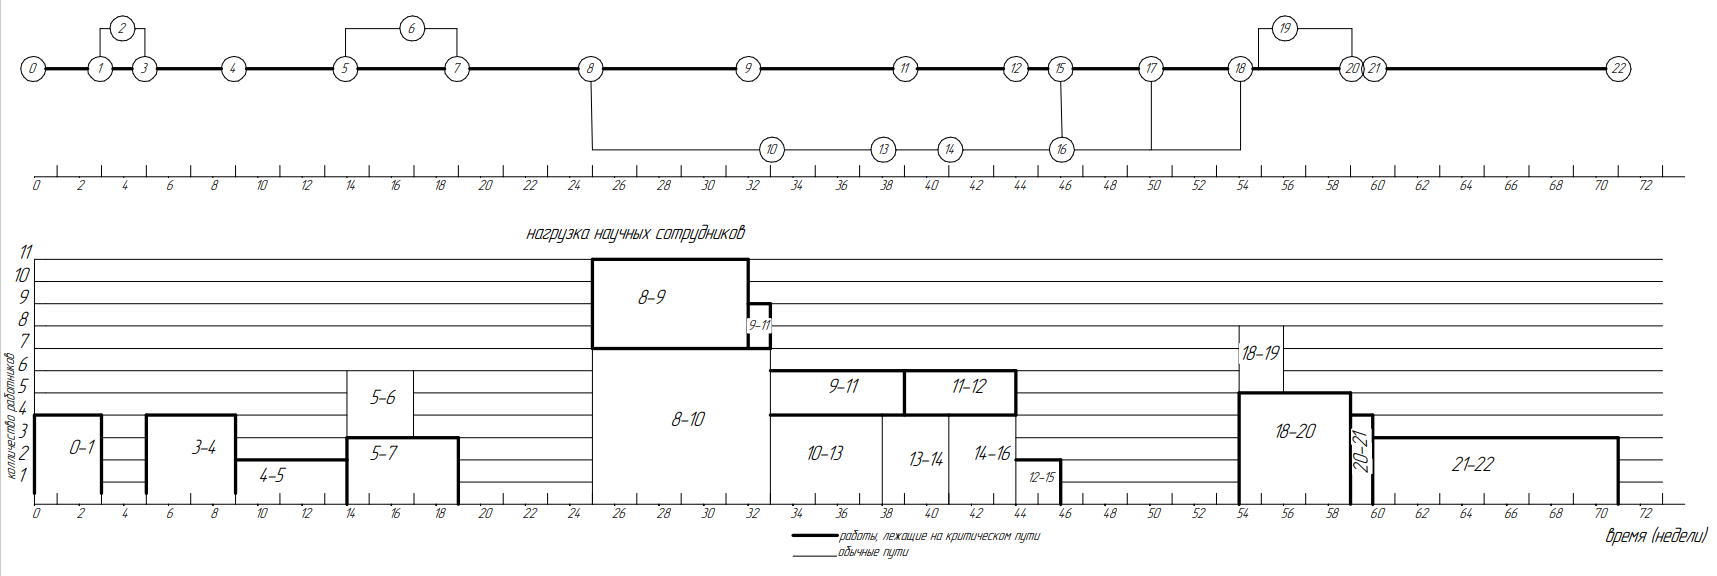 2 6 19
0 1 3 4 5 7 8 9 11 12 15 17 18 20 21 22
10 13 14 16
0 2 4 6 8 10 12 14 16 18 20 22 24 26 28 30 32 34 36 38 40 42 44 46 48 50 52 54 56 58 60 62 64 66 68 70 72
нагрузка научных сотрудников
11
10
9
8
7
6
5
4
3
2
1
колличество работников
8-9
9-11
18-19
5-6
9-11
11-12
8-10
0-1
3-4
4-5
5-7
10-13
13-14
14-16
12-15
18-20
20-21
21-22
0 2 4 6 8 10 12 14 16 18 20 22 24 26 28 30 32 34 36 38 40 42 44 46 48 50 52 54 56 58 60 62 64 66 68 70 72
время (недели)
работы, лежащие на критическом пути
обычные пути